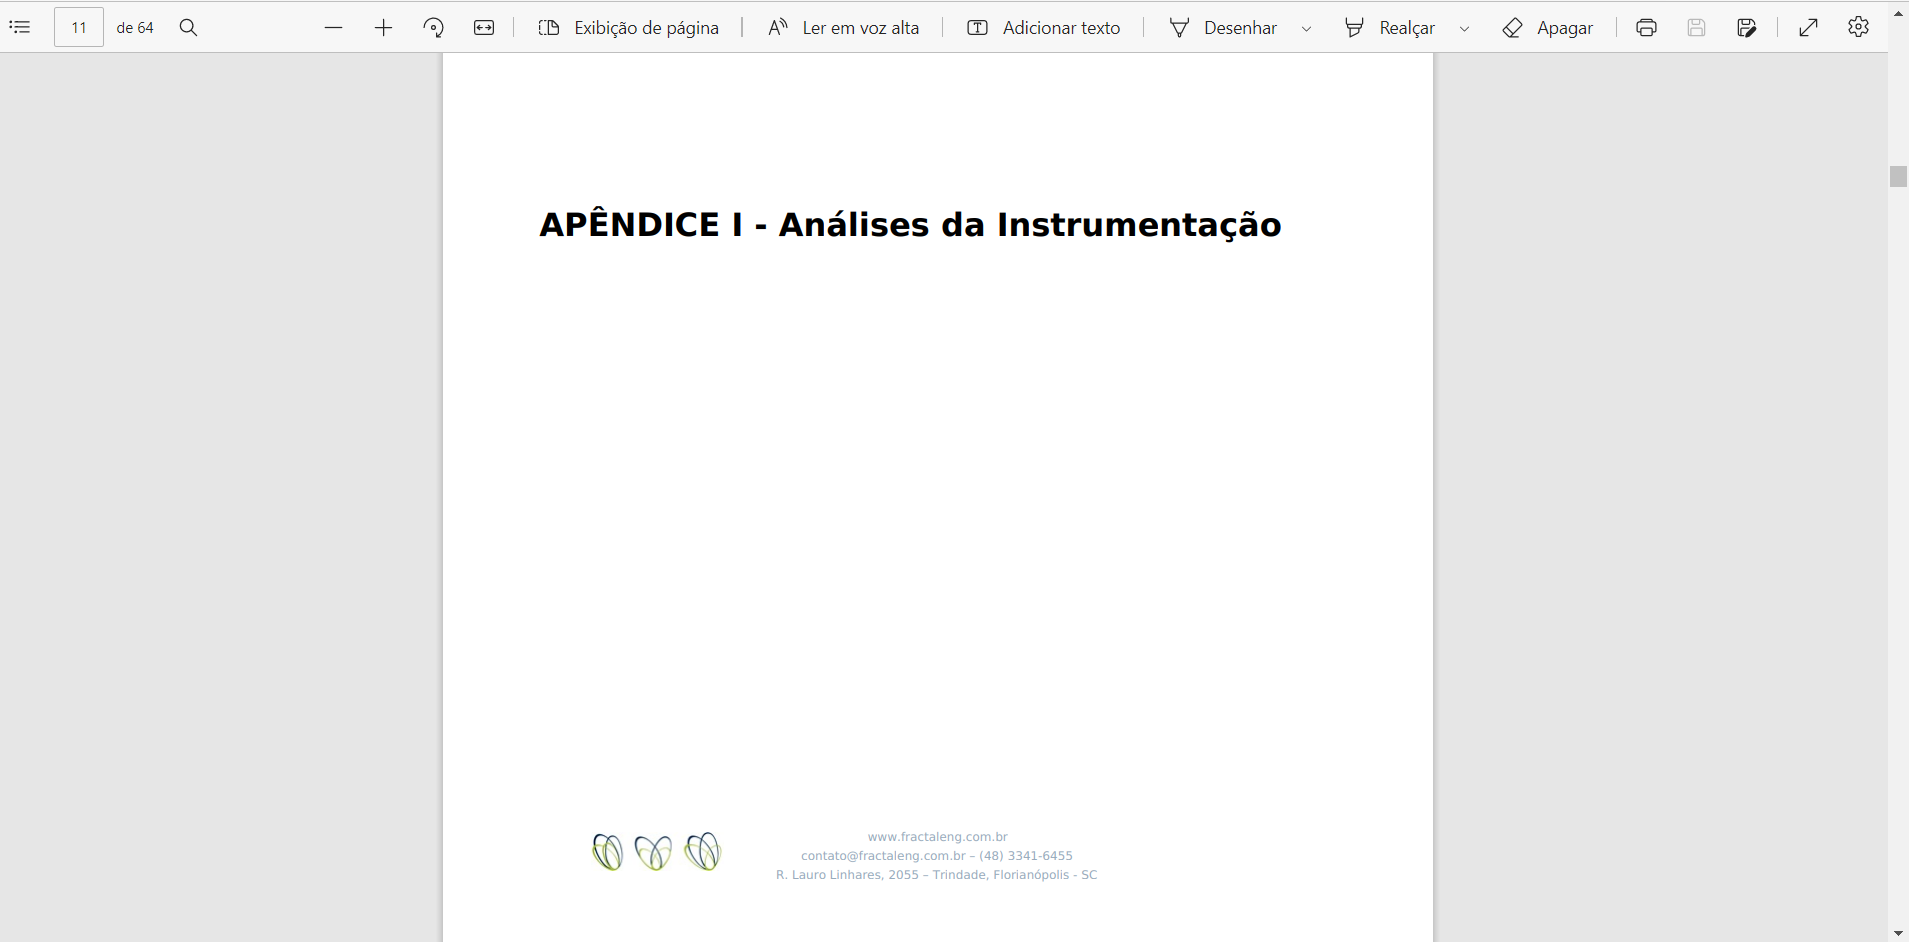 11 de 64 Exibição de página Ler em voz alta Adicionar texto Desenhar Realçar Apagar
APÊNDICE I - Análises da Instrumentação
www.fractaleng.com.br
contato@fractaleng.com.br – (48) 3341-6455
R. Lauro Linhares, 2055 – Trindade, Florianópolis - SC